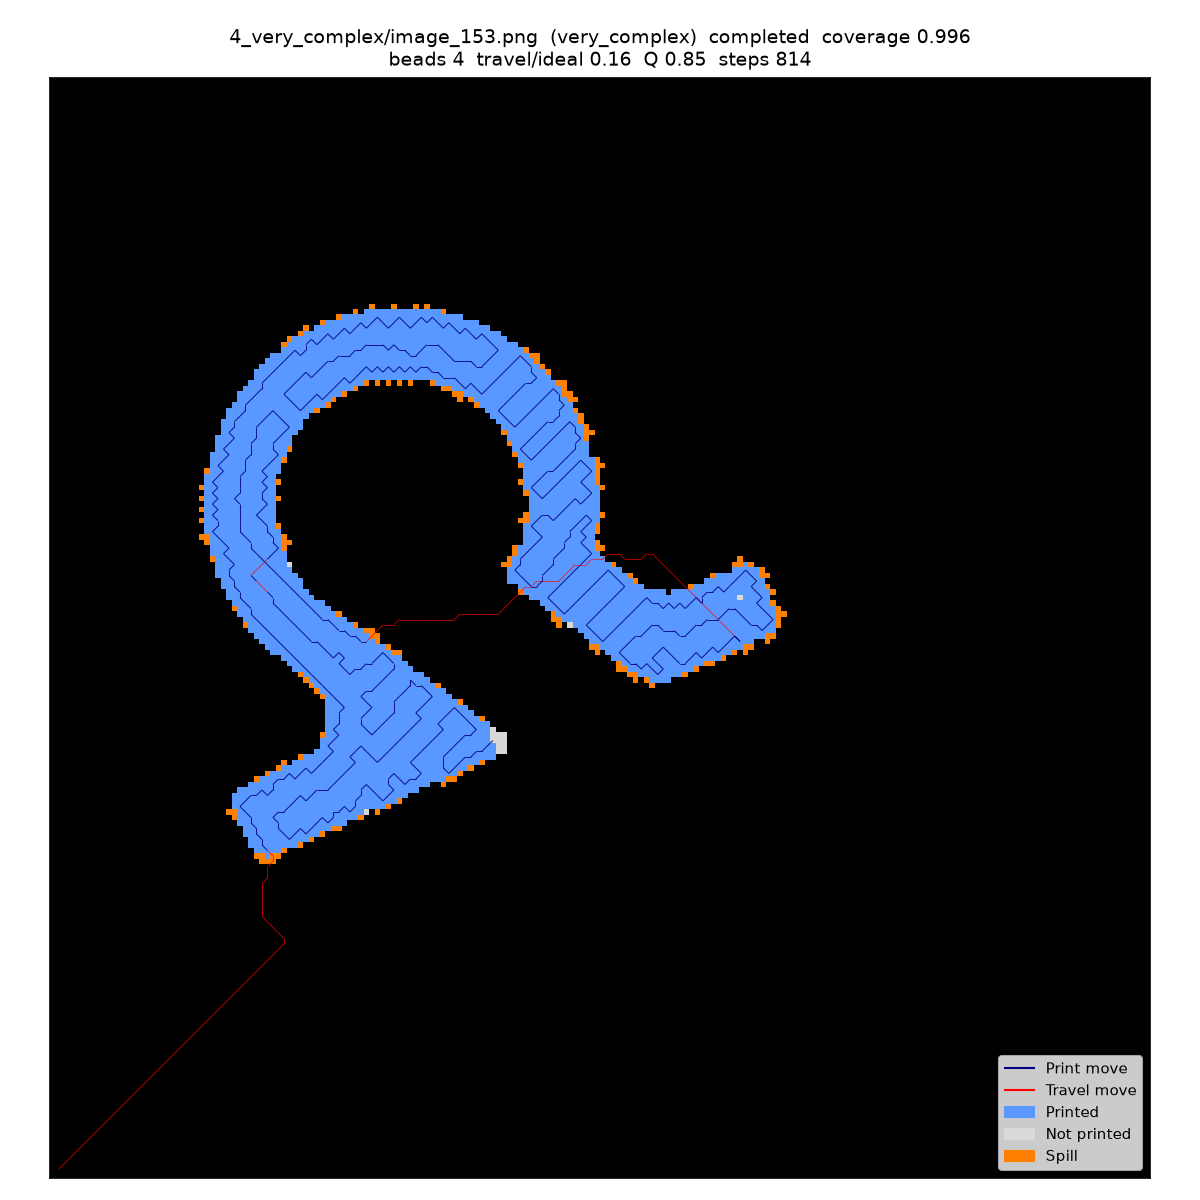 4_very_complex/image_153.png  (very_complex)  completed  coverage 0.996
beads 4  travel/ideal 0.16  Q 0.85  steps 814
Print move
Travel move
Printed
Not printed
Spill